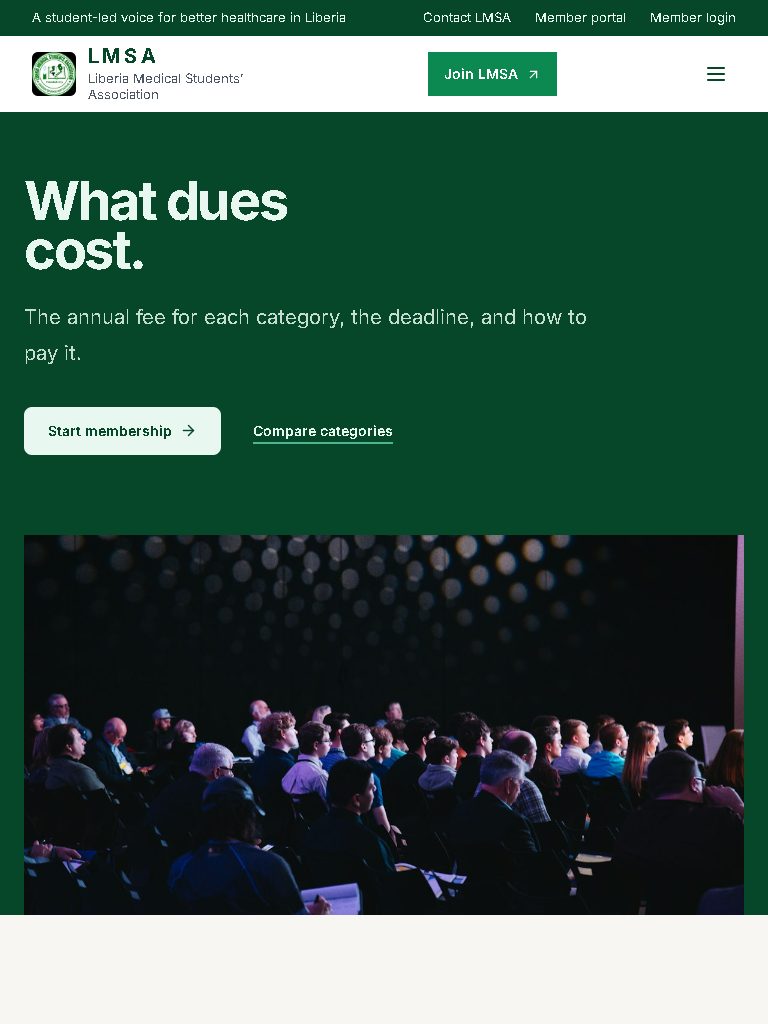 A student-led voice for better healthcare in Liberia
Contact LMSA
Member portal
Member login
LMSA
Liberia Medical Students’
Association
Join LMSA
What dues
cost.
The annual fee for each category, the deadline, and how to
pay it.
Start membership
Compare categories